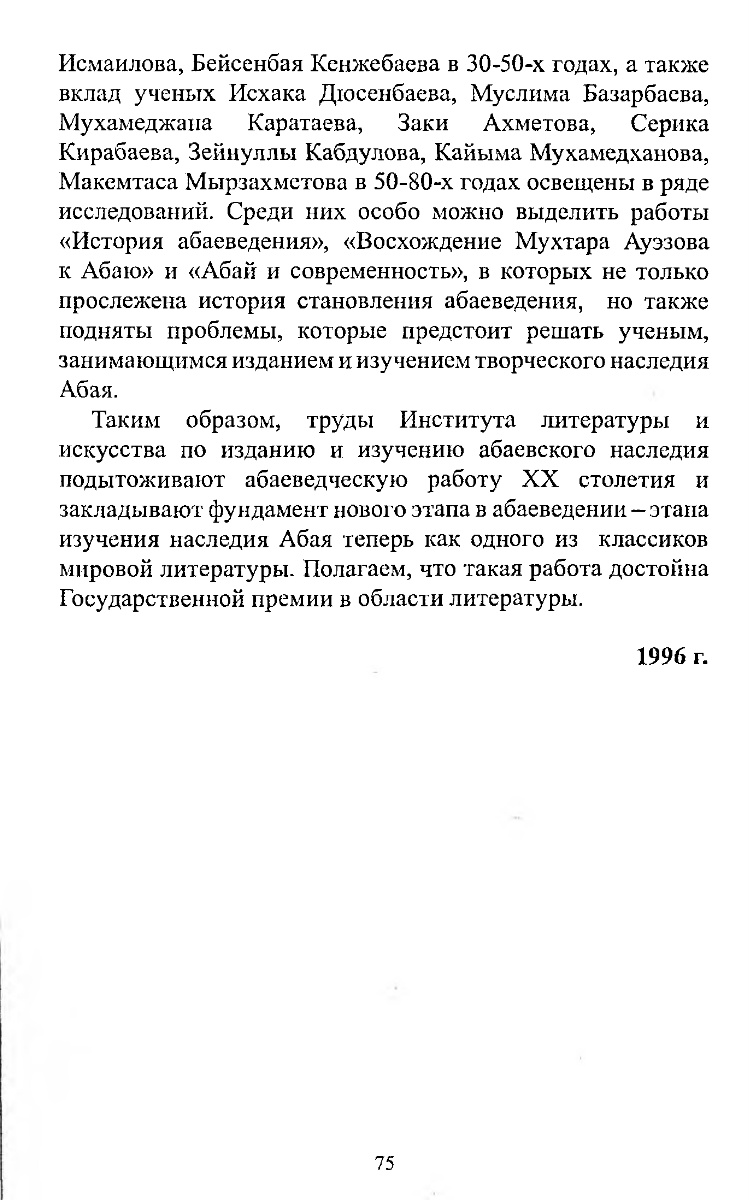 Исмаилова, Бейсенбая Кенжебаева в 30-50-х годах, а также
вклад ученых Исхака Дюсенбаева, Муслима Базарбаева,
Мухамеджана Каратаева, Заки Ахметова, Серика
Кирабаева, Зейнуллы Кабдулова, Кайыма Мухамедханова,
Макемтаса Мырзахметова в 50-80-х годах освещены в ряде
исследований. Среди них особо можно выделить работы
«История абаеведения», «Восхождение Мухтара Ауэзова
к Абаю» и «Абай и современность», в которых не только
прослежена история становления абаеведения, но также
подняты проблемы, которые предстоит решать ученым,
занимающимся изданием и изучением творческого наследия
Абая.
Таким образом, труды Института литературы и
искусства по изданию и изучению абаевского наследия
подытоживают абаеведческую работу XX столетия и
закладывают фундамент нового этапа в абаеведении – этапа
изучения наследия Абая теперь как одного из классиков
мировой литературы. Полагаем, что такая работа достойна
Государственной премии в области литературы.
1996 г.
75